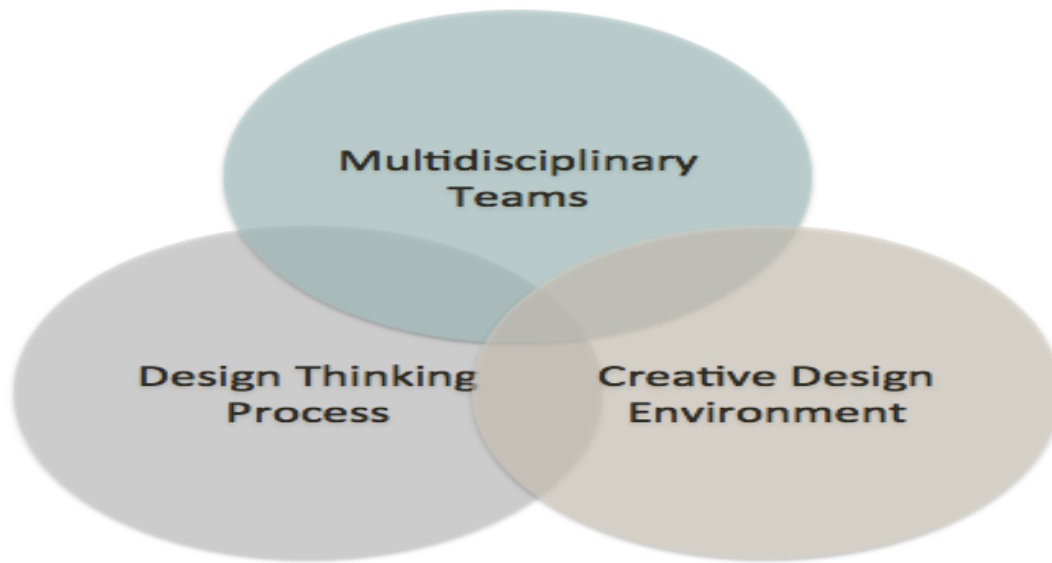 Multidisciplinary
Teams
Design Thinking
Process
Creative Design
Environment